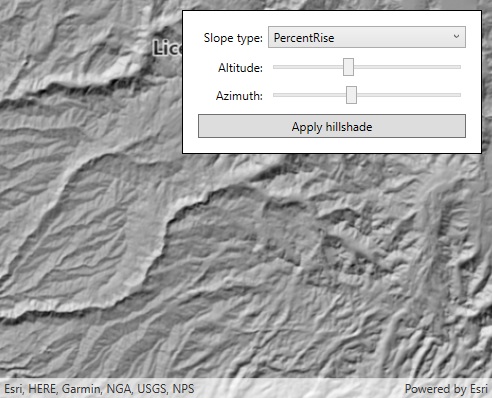 Lic
Slope type: PercentRise
Altitude:
Azimuth:
Apply hillshade
Esri, HERE, Garmin, NGA, USGS, NPS
Powered by Esri